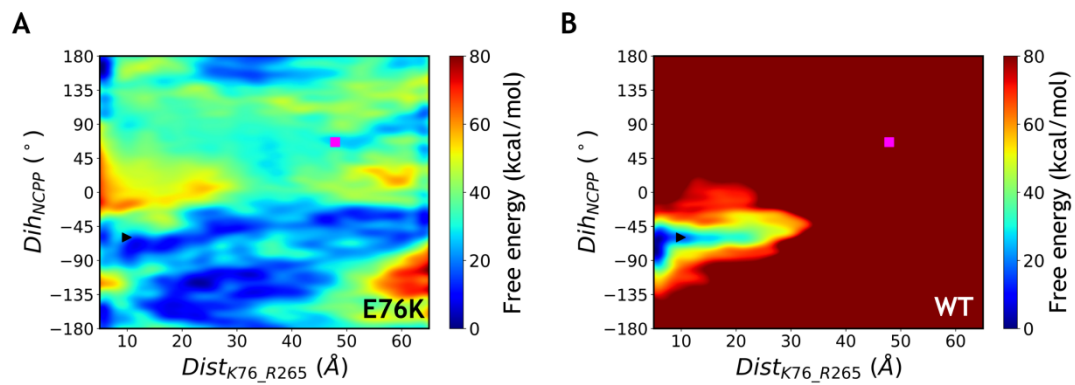 A
B
180
135
90
45
0
−45
−90
−135
−180
Dih_NCPP (°)
E76K
10 20 30 40 50 60
Dist_K76_R265 (Å)
80
60
40
20
0
Free energy (kcal/mol)
180
135
90
45
0
−45
−90
−135
−180
Dih_NCPP (°)
WT
10 20 30 40 50 60
Dist_K76_R265 (Å)
80
60
40
20
0
Free energy (kcal/mol)